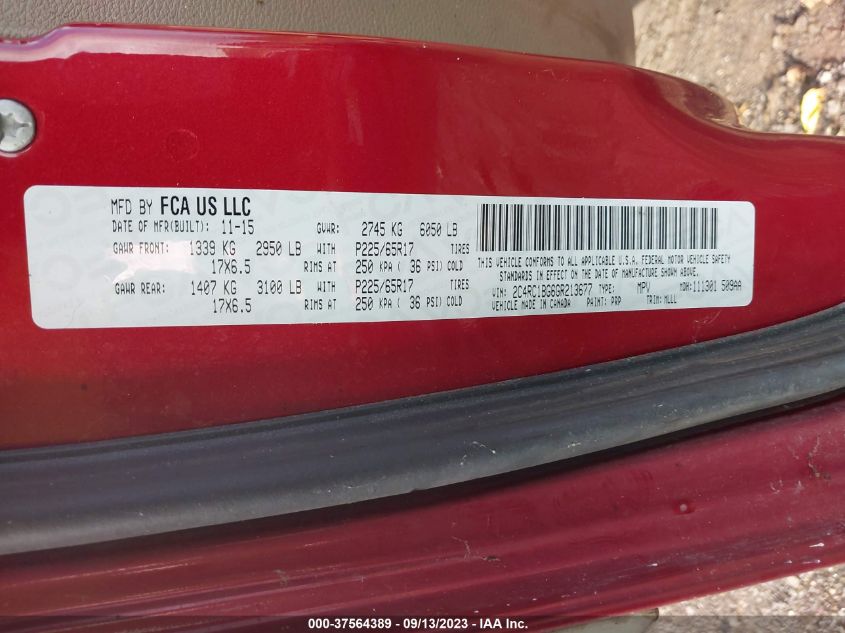 MFD BY FCA US LLC
DATE OF MFR(BUILT): 11-15 GVWR: 2745 KG 6050 LB
GAWR FRONT: 1339 KG 2950 LB WITH P225/65R17 TIRES
17X6.5 RIMS AT 250 KPA ( 36 PSI) COLD
GAWR REAR: 1407 KG 3100 LB WITH P225/65R17 TIRES
17X6.5 RIMS AT 250 KPA ( 36 PSI) COLD
THIS VEHICLE CONFORMS TO ALL APPLICABLE U.S.A. FEDERAL MOTOR VEHICLE SAFETY
STANDARDS IN EFFECT ON THE DATE OF MANUFACTURE SHOWN ABOVE.
VIN: 2C4RC1BG6GR213677 TYPE: MPV MDH: 111301 509AA
VEHICLE MADE IN CANADA PAINT: PRP TRIM: MLLL
000-37564389 - 09/13/2023 - IAA Inc.